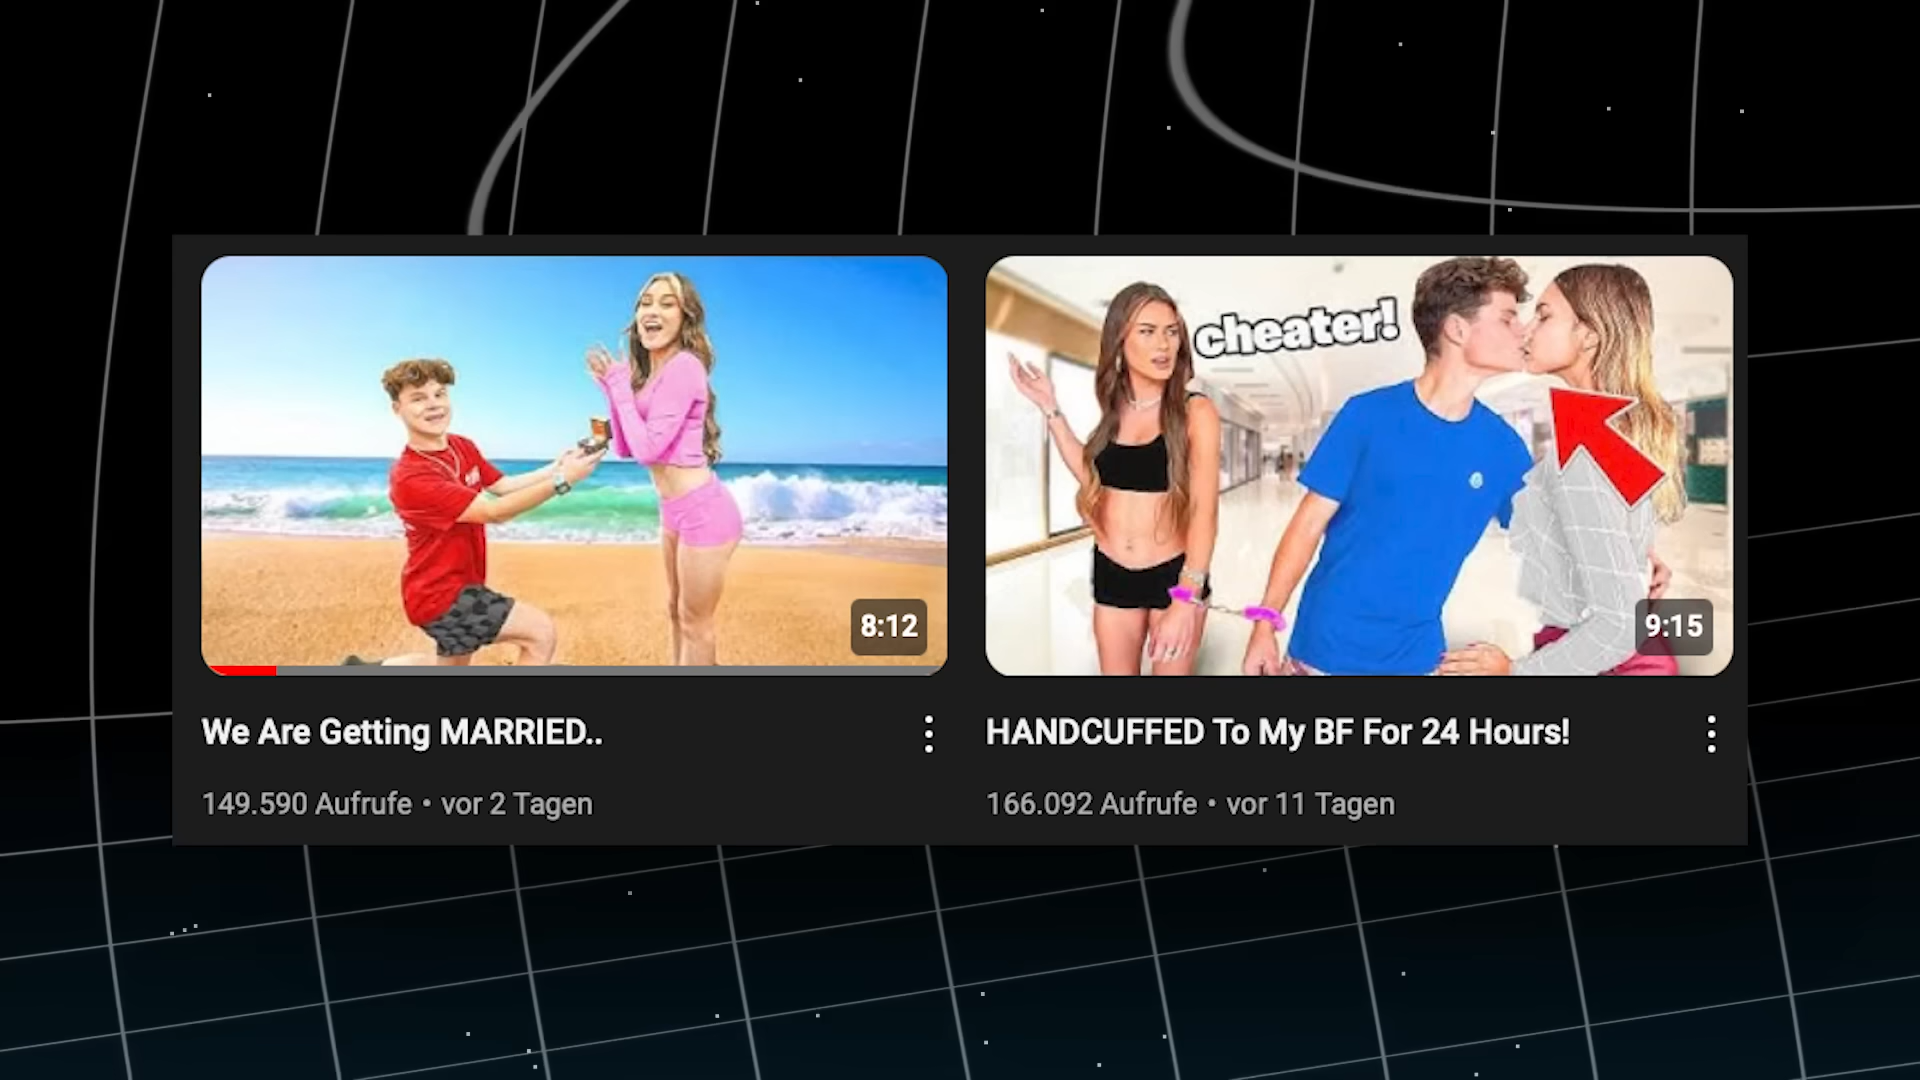 cheater!
8:12
9:15
We Are Getting MARRIED..
HANDCUFFED To My BF For 24 Hours!
149.590 Aufrufe • vor 2 Tagen
166.092 Aufrufe • vor 11 Tagen